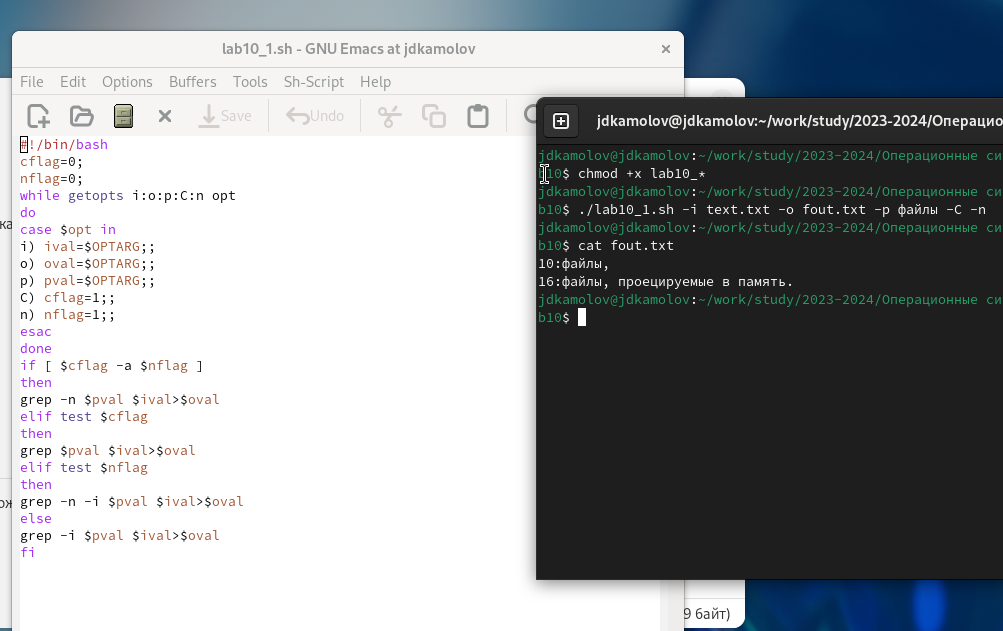 lab10_1.sh - GNU Emacs at jdkamolov
File Edit Options Buffers Tools Sh-Script Help
Save Undo
#!/bin/bash
cflag=0;
nflag=0;
while getopts i:o:p:C:n opt
do
case $opt in
i) ival=$OPTARG;;
o) oval=$OPTARG;;
p) pval=$OPTARG;;
C) cflag=1;;
n) nflag=1;;
esac
done
if [ $cflag -a $nflag ]
then
grep -n $pval $ival>$oval
elif test $cflag
then
grep $pval $ival>$oval
elif test $nflag
then
grep -n -i $pval $ival>$oval
else
grep -i $pval $ival>$oval
fi
jdkamolov@jdkamolov:~/work/study/2023-2024/Операцио
jdkamolov@jdkamolov:~/work/study/2023-2024/Операционные си
b10$ chmod +x lab10_*
jdkamolov@jdkamolov:~/work/study/2023-2024/Операционные си
b10$ ./lab10_1.sh -i text.txt -o fout.txt -p файлы -C -n
jdkamolov@jdkamolov:~/work/study/2023-2024/Операционные си
b10$ cat fout.txt
10:файлы,
16:файлы, проецируемые в память.
jdkamolov@jdkamolov:~/work/study/2023-2024/Операционные си
b10$
9 байт)